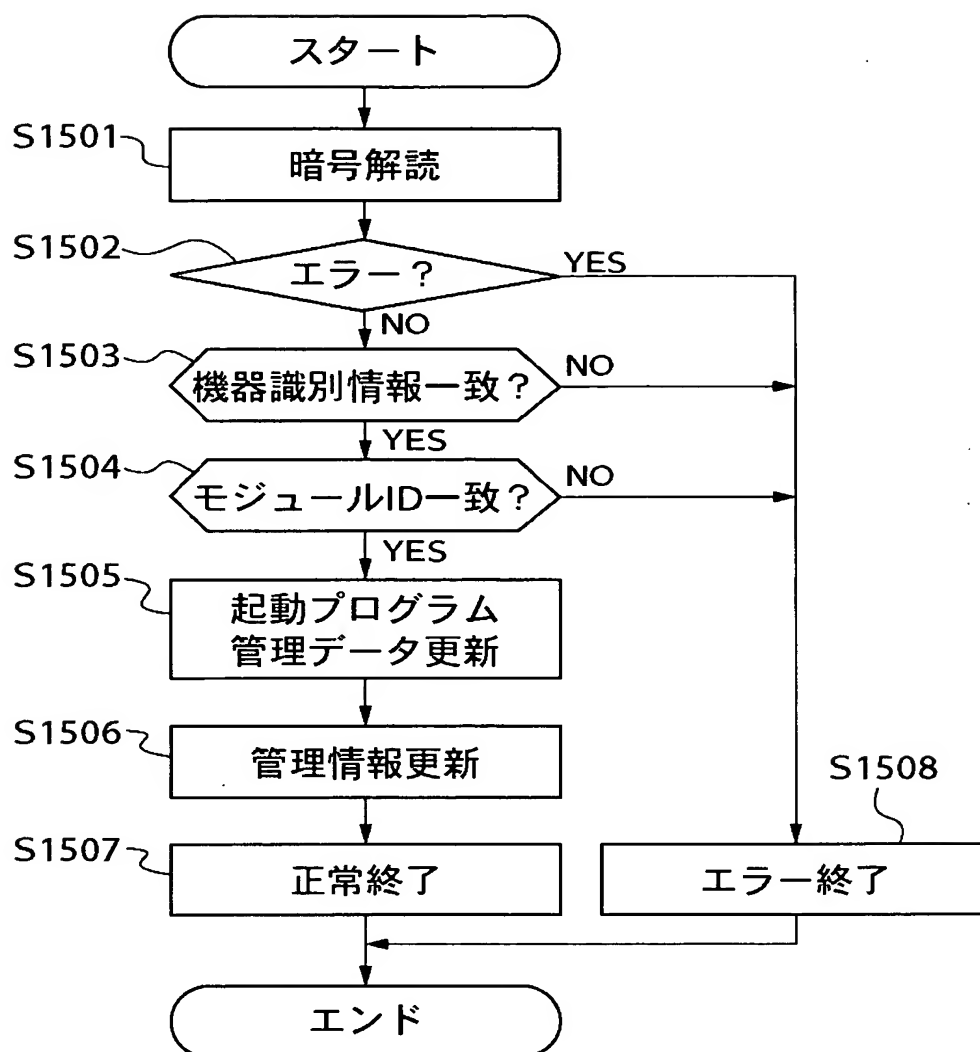 スタート
S1501
暗号解読
S1502
エラー？
YES
NO
S1503
機器識別情報一致？
NO
YES
S1504
モジュールID一致？
NO
YES
S1505
起動プログラム
管理データ更新
S1506
管理情報更新
S1508
S1507
正常終了
エラー終了
エンド